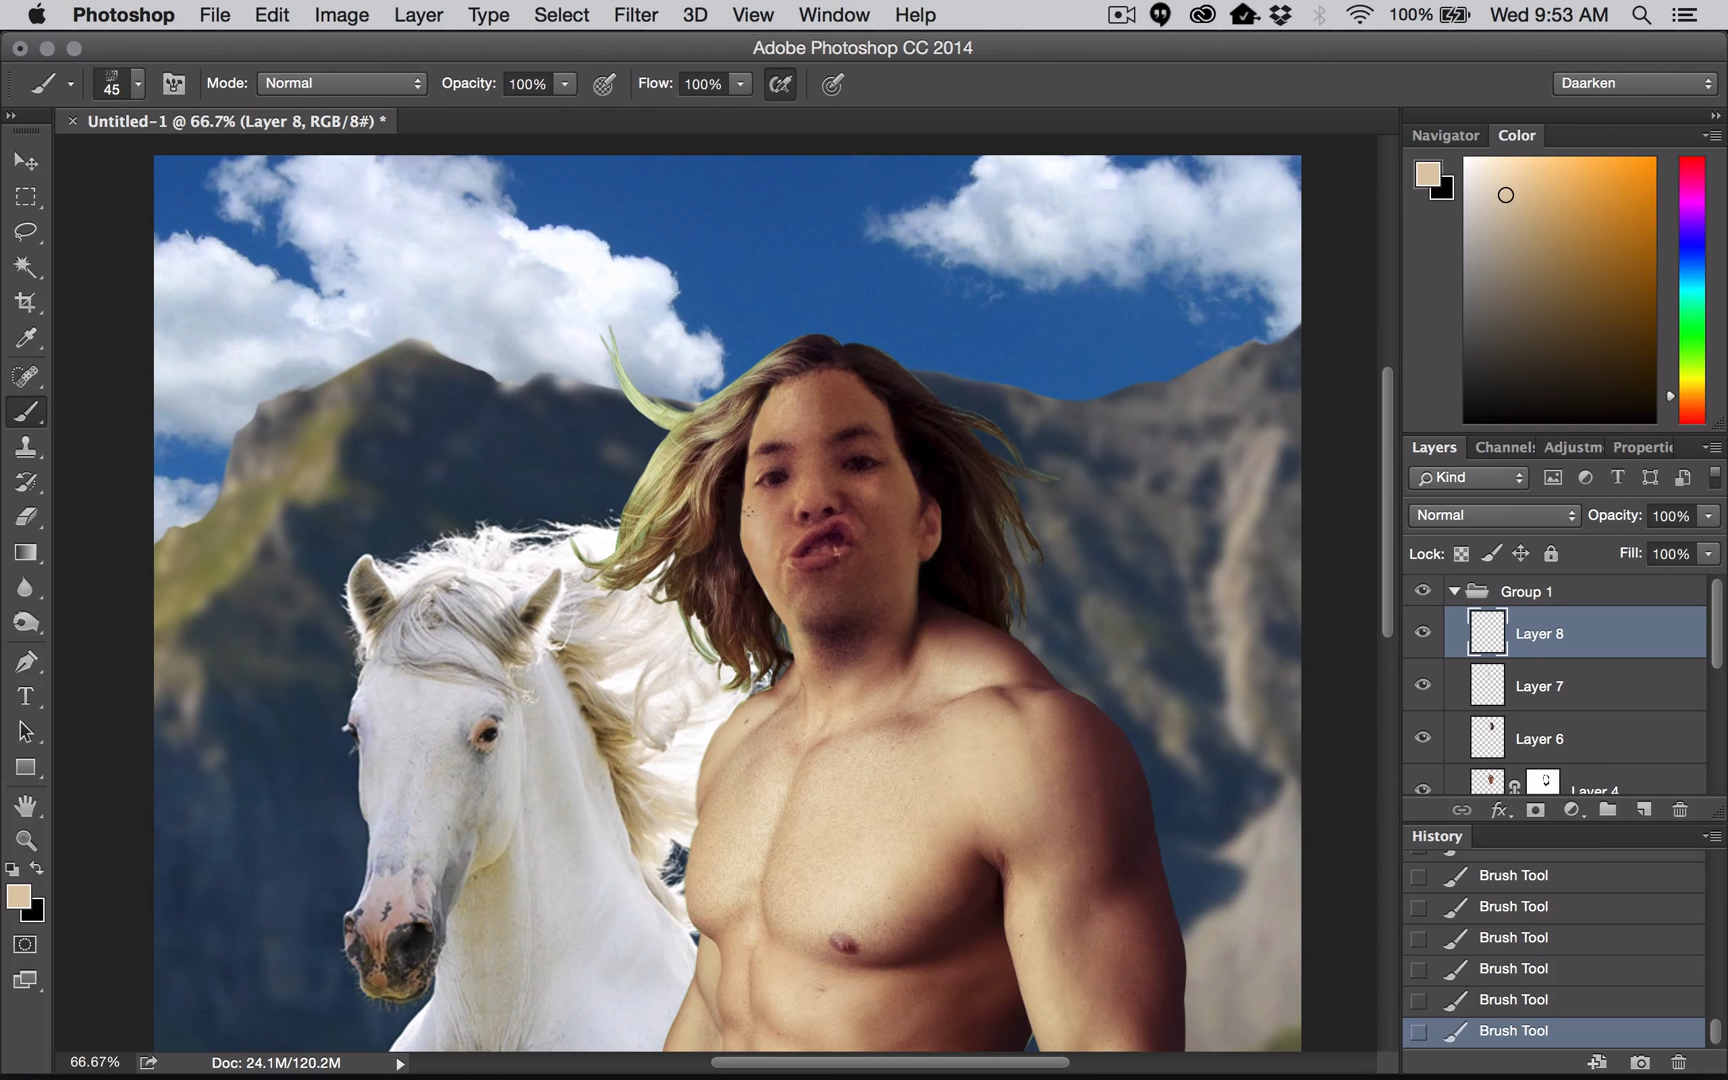 Photoshop File Edit Image Layer Type Select Filter 3D View Window Help 100% Wed 9:53 AM
Adobe Photoshop CC 2014
45 Mode: Normal Opacity: 100% Flow: 100% Daarken
× Untitled-1 @ 66.7% (Layer 8, RGB/8#) *
Navigator Color
Layers Channels Adjustm Properti
Kind
Normal Opacity: 100%
Lock: Fill: 100%
Group 1
Layer 8
Layer 7
Layer 6
Layer 4
History
Brush Tool
Brush Tool
Brush Tool
Brush Tool
Brush Tool
Brush Tool
66.67% Doc: 24.1M/120.2M